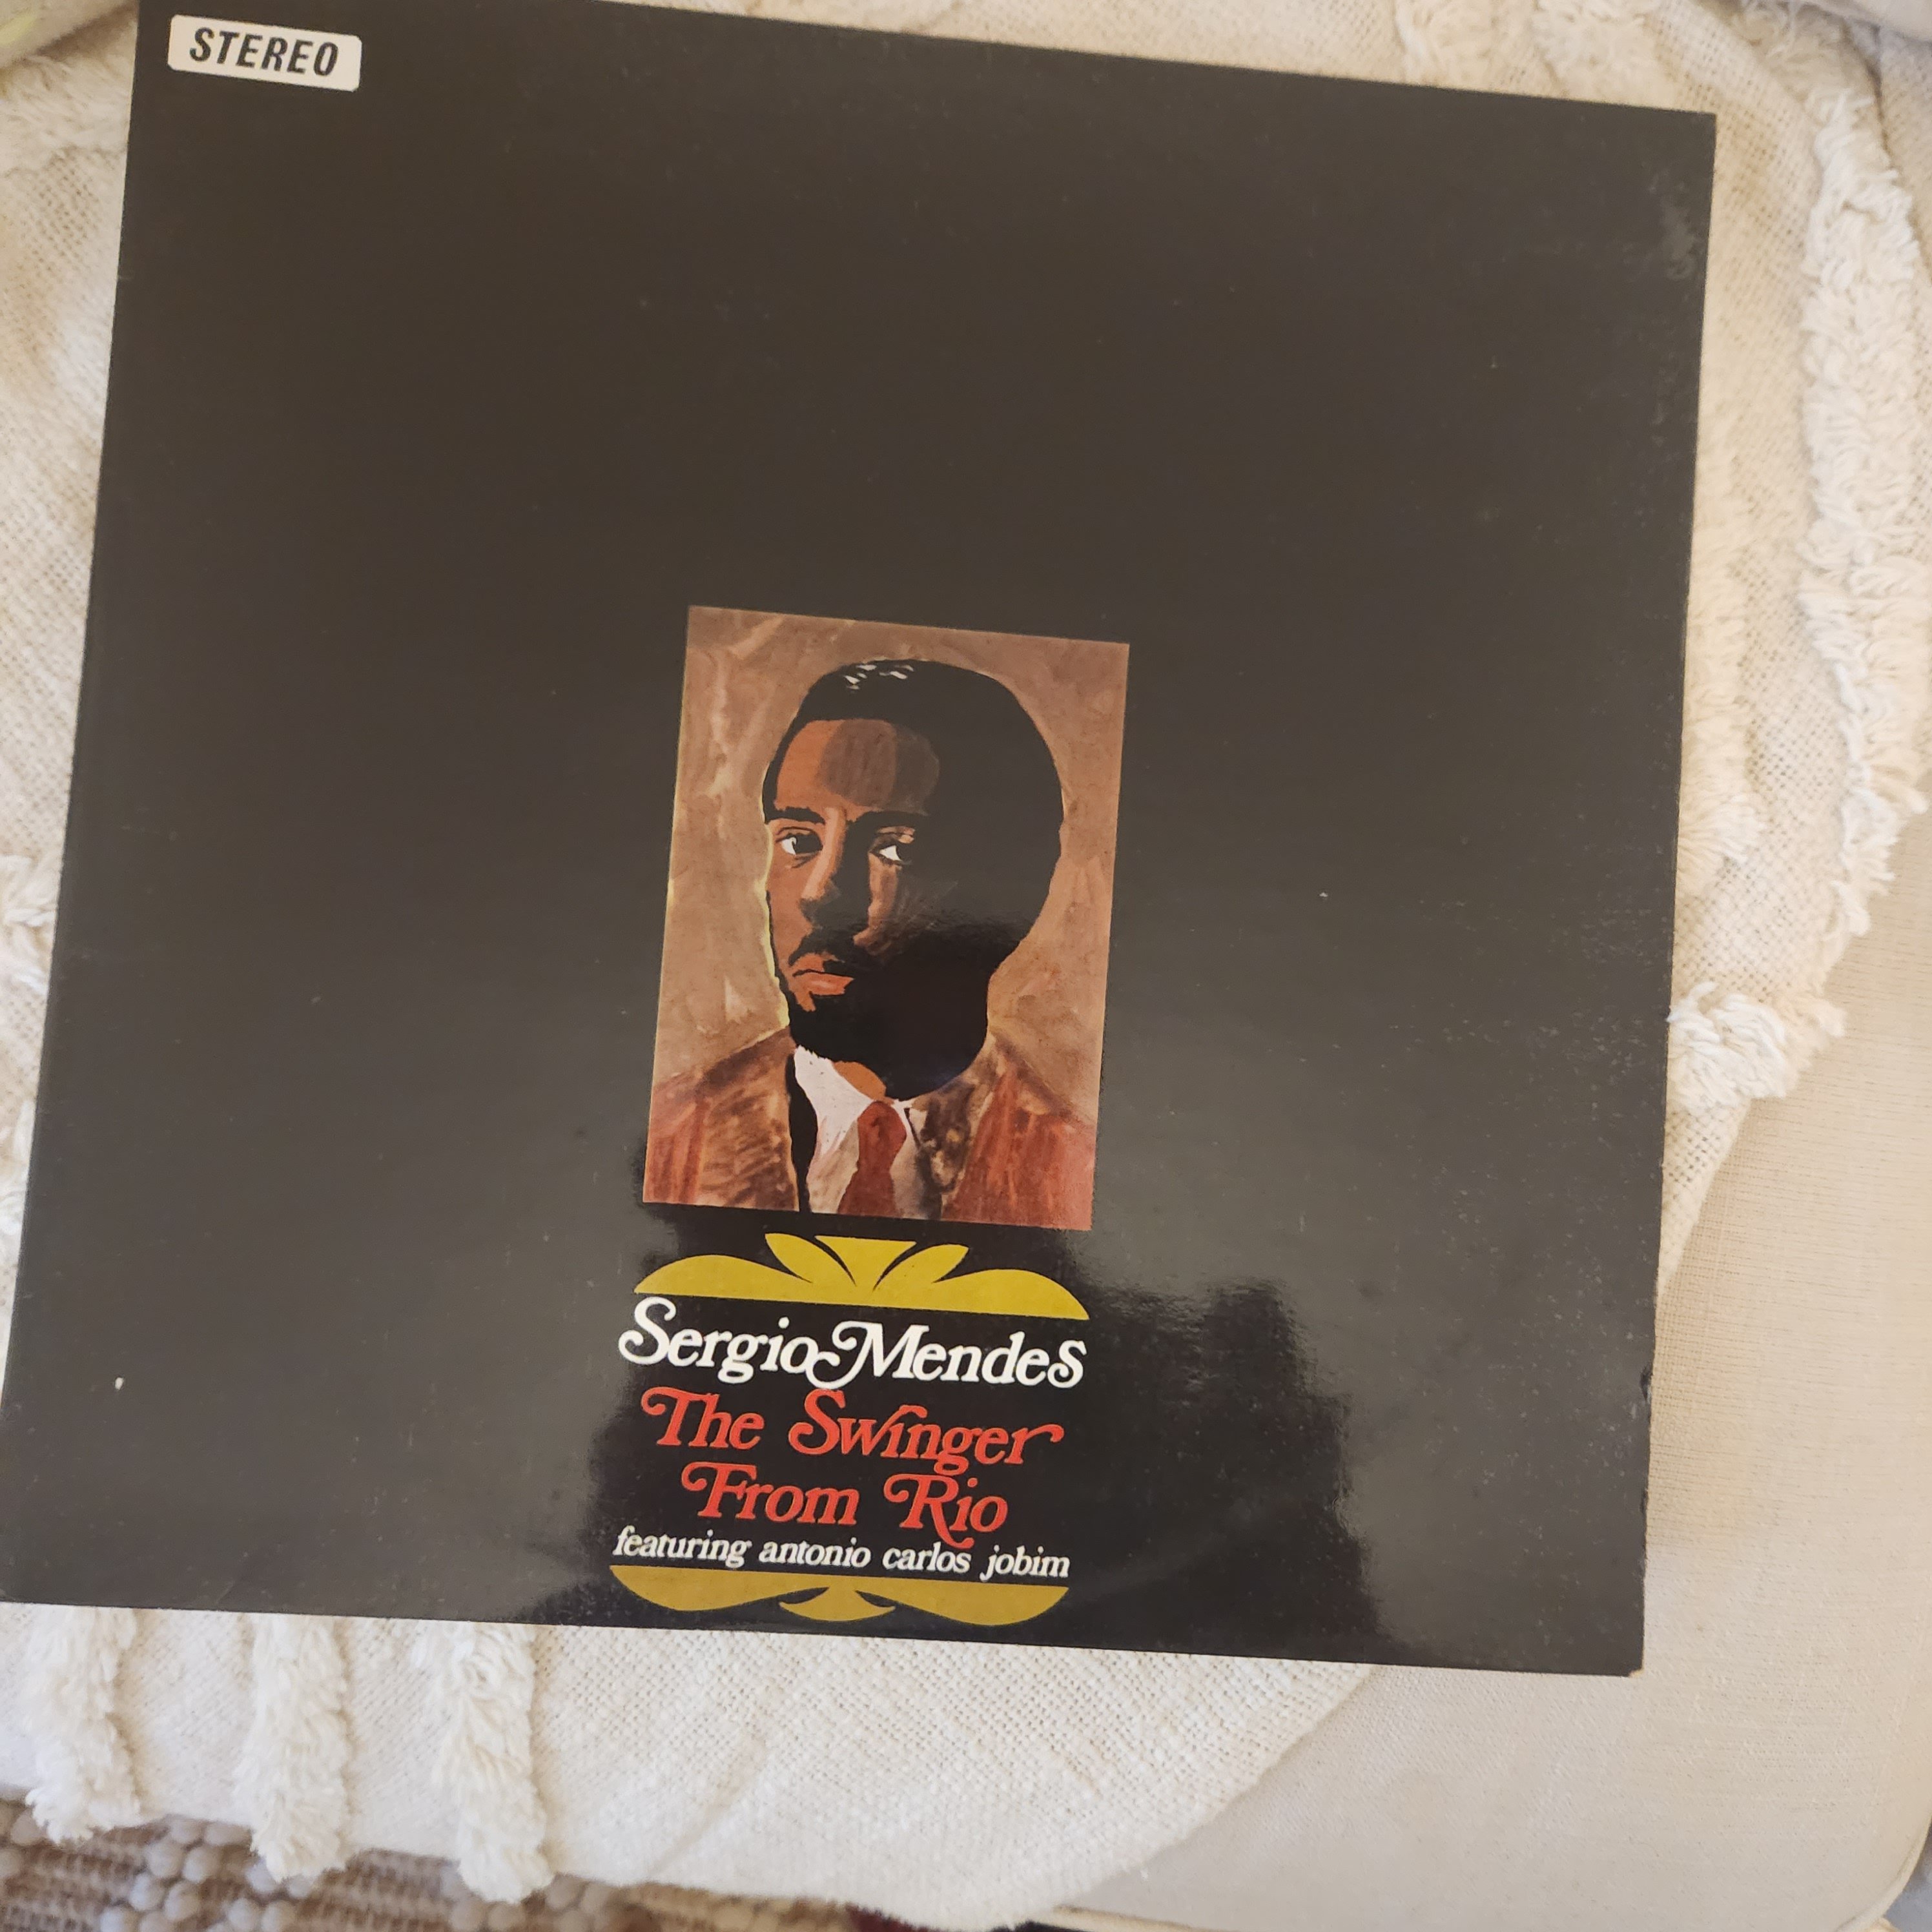 STEREO
Sergio Mendes
The Swinger
From Rio
featuring antonio carlos jobim